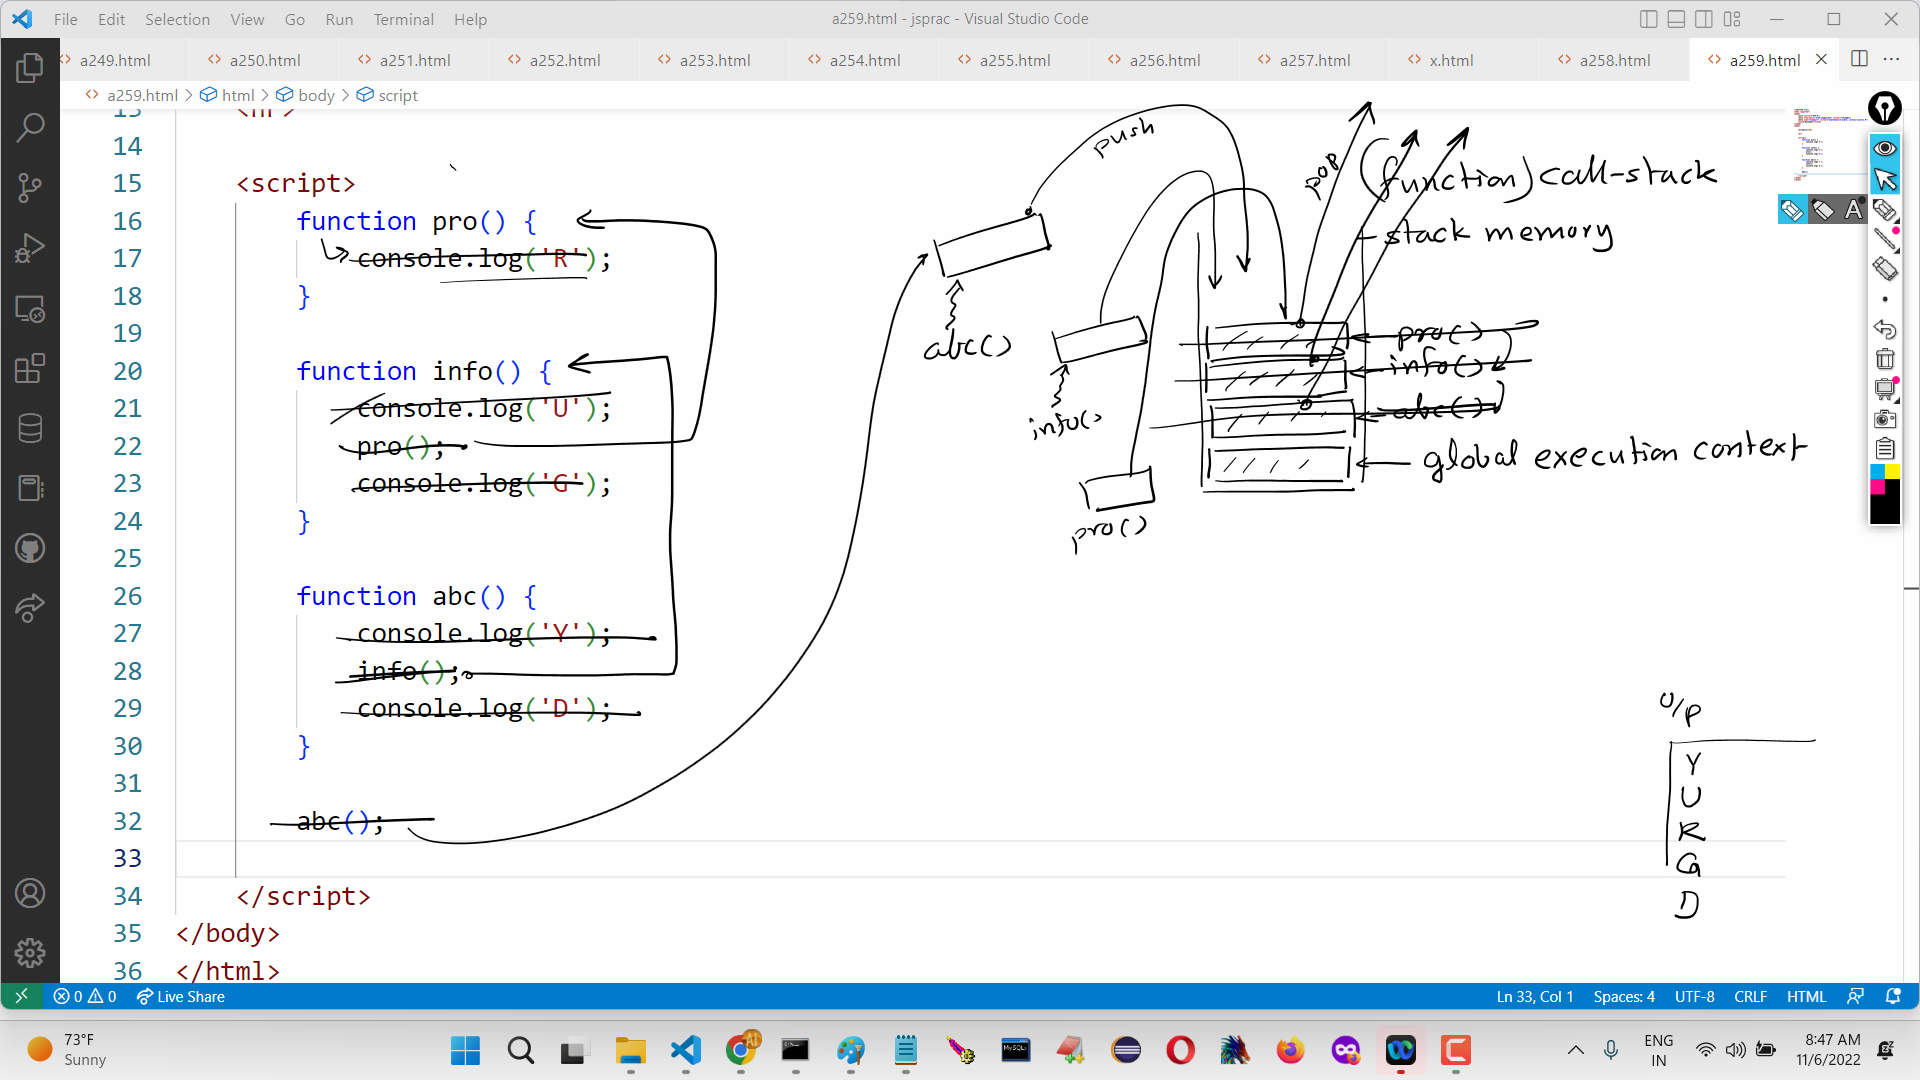 File Edit Selection View Go Run Terminal Help
a259.html - jsprac - Visual Studio Code
a249.html a250.html a251.html a252.html a253.html a254.html a255.html a256.html a257.html x.html a258.html a259.html
a259.html > html > body > script
14
15 <script>
16 function pro() {
17 console.log('R');
18 }
19
20 function info() {
21 console.log('U');
22 pro();
23 console.log('G');
24 }
25
26 function abc() {
27 console.log('Y');
28 info();
29 console.log('D');
30 }
31
32 abc();
33
34 </script>
35 </body>
36 </html>
push
pop
(function) call-stack
- stack memory
abc()
info()
pro()
pro()
info()
abc()
global execution context
O/P
Y
U
R
G
D
A
0 0 Live Share
Ln 33, Col 1 Spaces: 4 UTF-8 CRLF HTML
73°F
Sunny
ENG
IN
8:47 AM
11/6/2022